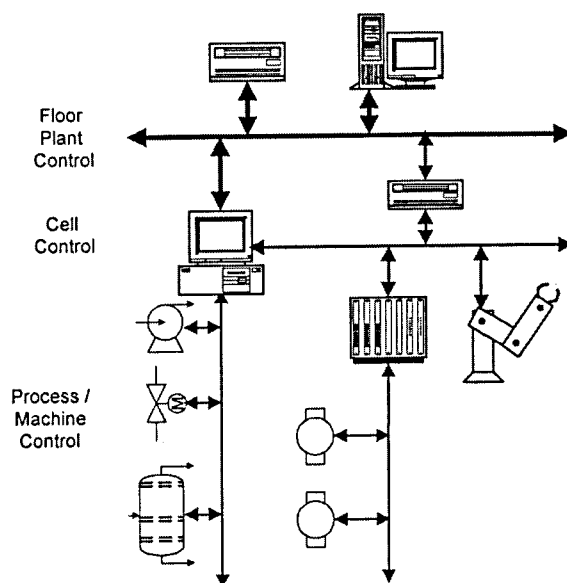 Floor
Plant
Control
Cell
Control
Process /
Machine
Control
M